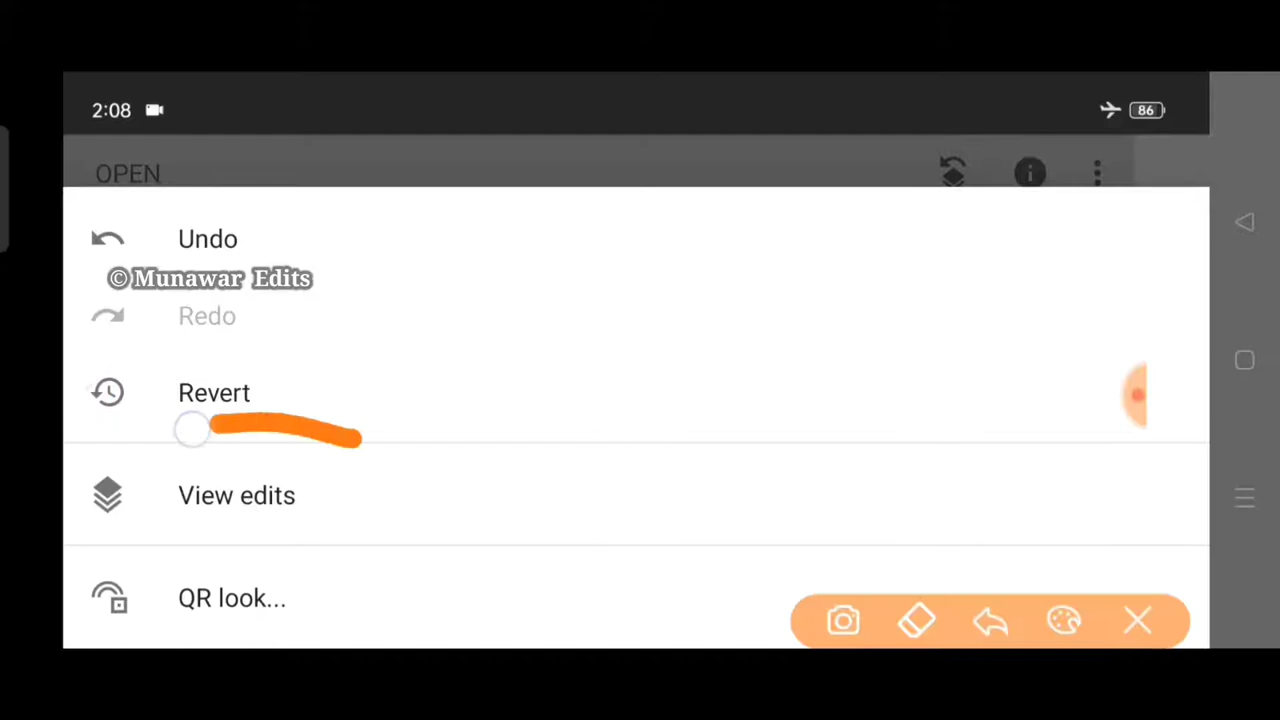 2:08
86
OPEN
Undo
© Munawar Edits
Redo
Revert
View edits
QR look...